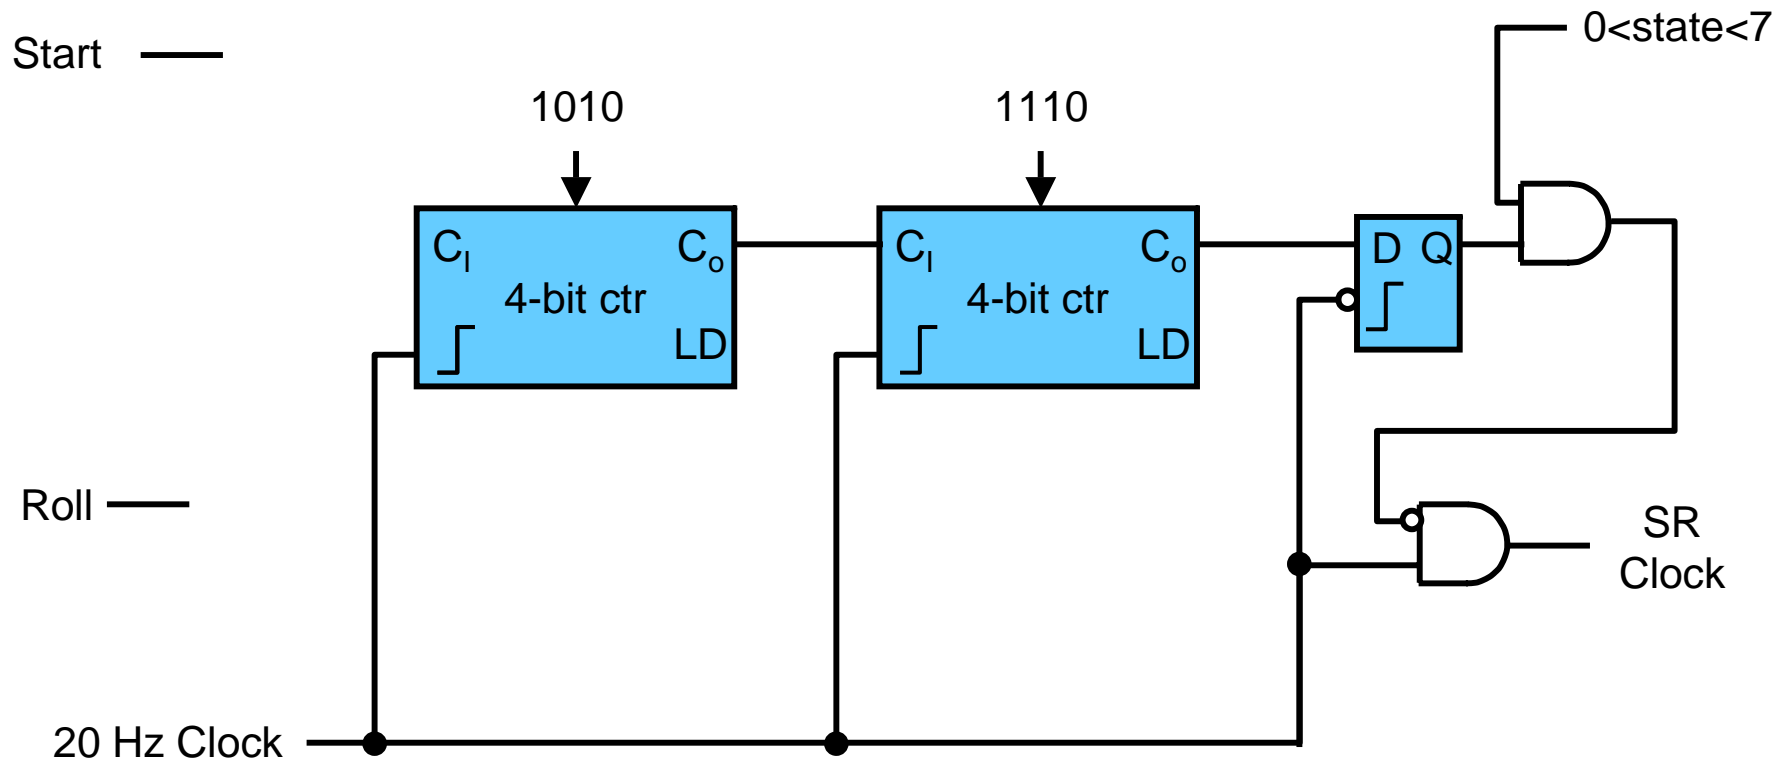 0<state<7
Start
1010
1110
CI
Co
4-bit ctr
LD
CI
Co
4-bit ctr
LD
D Q
Roll
SR
Clock
20 Hz Clock